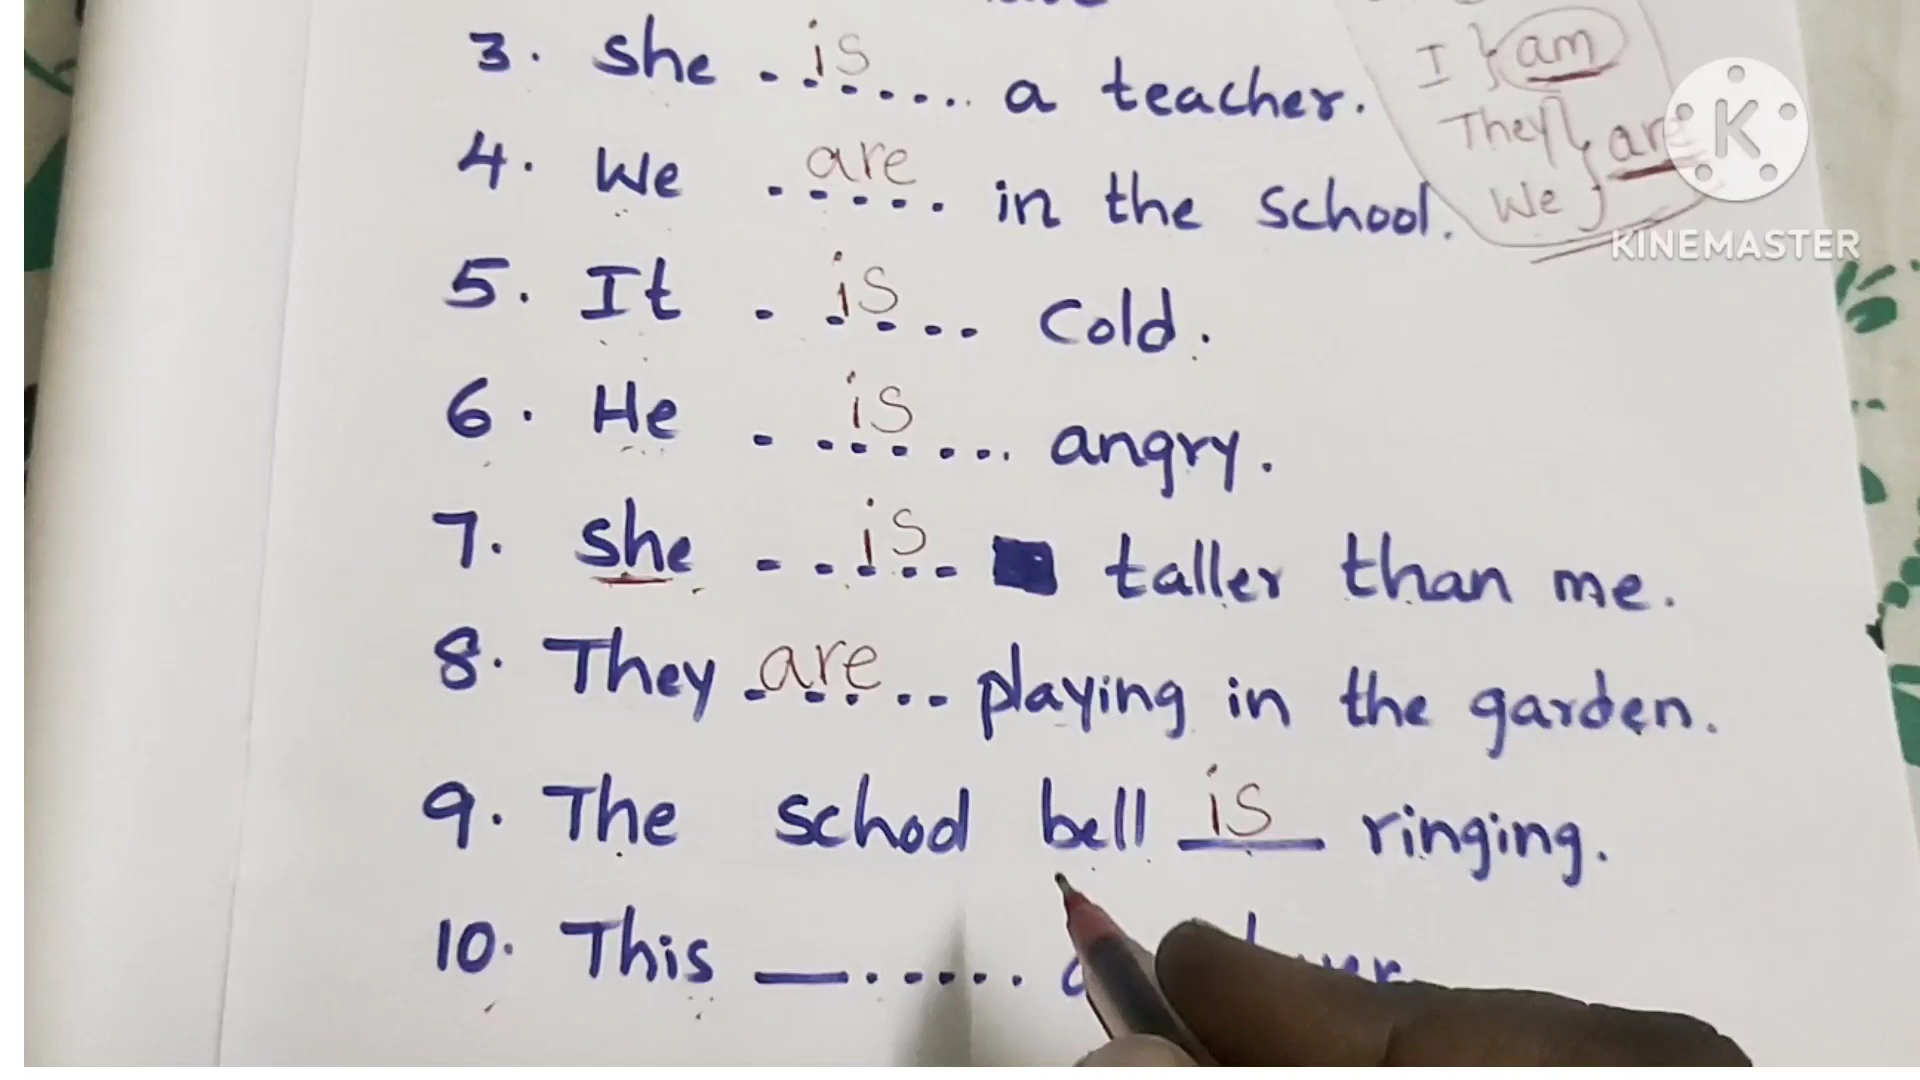 3. She is a teacher.
I } am
They
We } are
4. We are in the school.
KINEMASTER
5. It is cold.
6. He is angry.
7. She is taller than me.
8. They are playing in the garden.
9. The school bell is ringing.
10. This